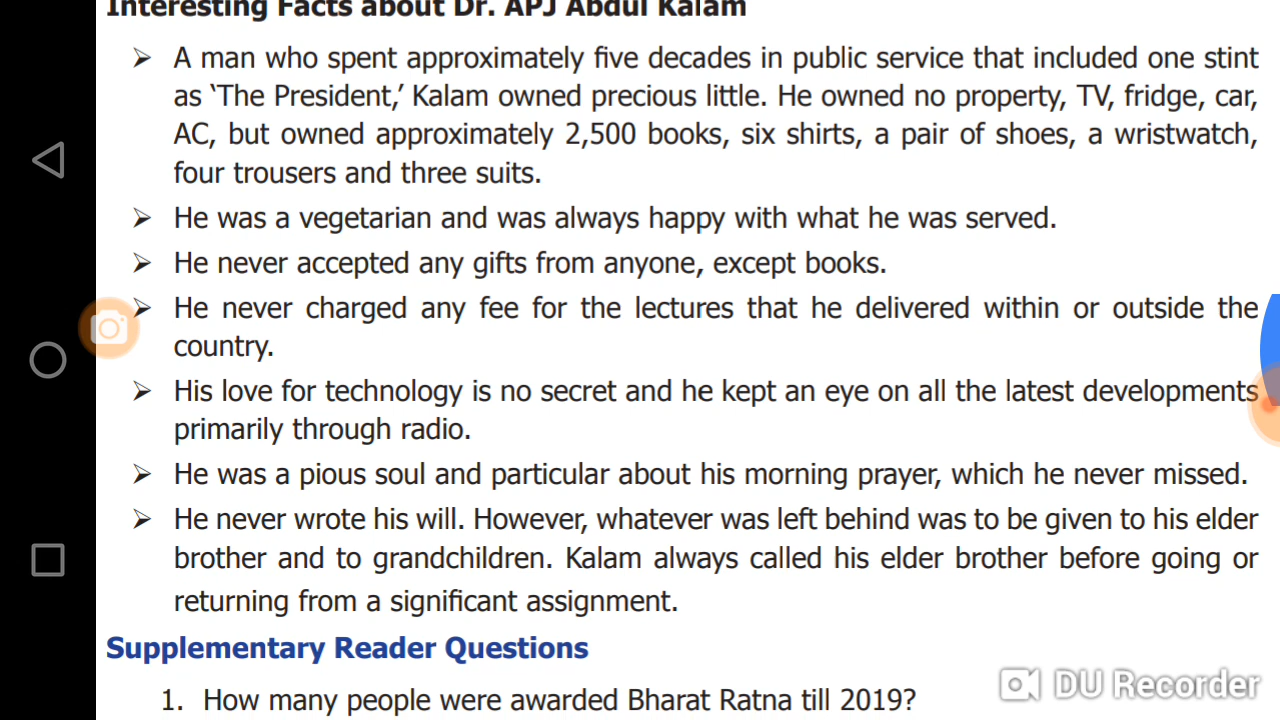 Interesting Facts about Dr. APJ Abdul Kalam
➢ A man who spent approximately five decades in public service that included one stint
as ‘The President,’ Kalam owned precious little. He owned no property, TV, fridge, car,
AC, but owned approximately 2,500 books, six shirts, a pair of shoes, a wristwatch,
four trousers and three suits.
➢ He was a vegetarian and was always happy with what he was served.
➢ He never accepted any gifts from anyone, except books.
➢ He never charged any fee for the lectures that he delivered within or outside the
country.
➢ His love for technology is no secret and he kept an eye on all the latest developments
primarily through radio.
➢ He was a pious soul and particular about his morning prayer, which he never missed.
➢ He never wrote his will. However, whatever was left behind was to be given to his elder
brother and to grandchildren. Kalam always called his elder brother before going or
returning from a significant assignment.
Supplementary Reader Questions
1. How many people were awarded Bharat Ratna till 2019?
DU Recorder